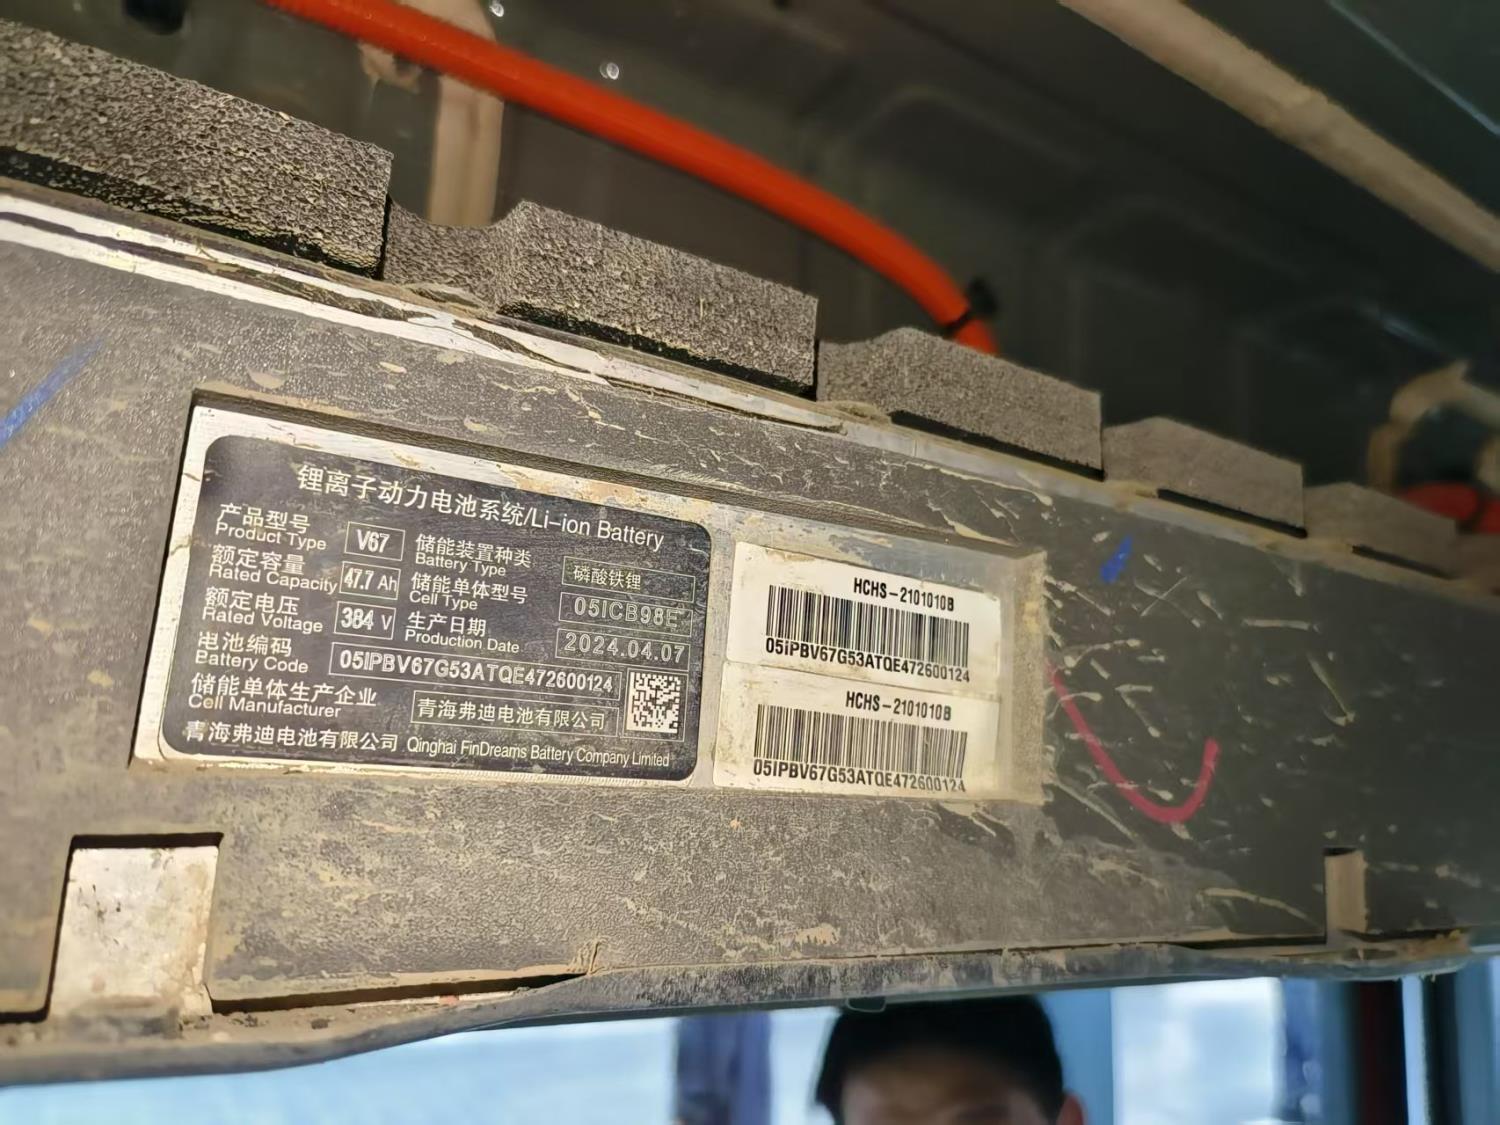 锂离子动力电池系统/Li-ion Battery
产品型号 V67 储能装置种类 磷酸铁锂
Product Type Battery Type
额定容量 47.7 Ah 储能单体型号 05ICB98E
Rated Capacity Cell Type
额定电压 384 V 生产日期 2024.04.07
Rated Voltage Production Date
电池编码 05IPBV67G53ATQE472600124
Battery Code
储能单体生产企业 青海弗迪电池有限公司
Cell Manufacturer
青海弗迪电池有限公司 Qinghai FinDreams Battery Company Limited
HCHS-2101010B
05IPBV67G53ATQE472600124
HCHS-2101010B
05IPBV67G53ATQE472600124